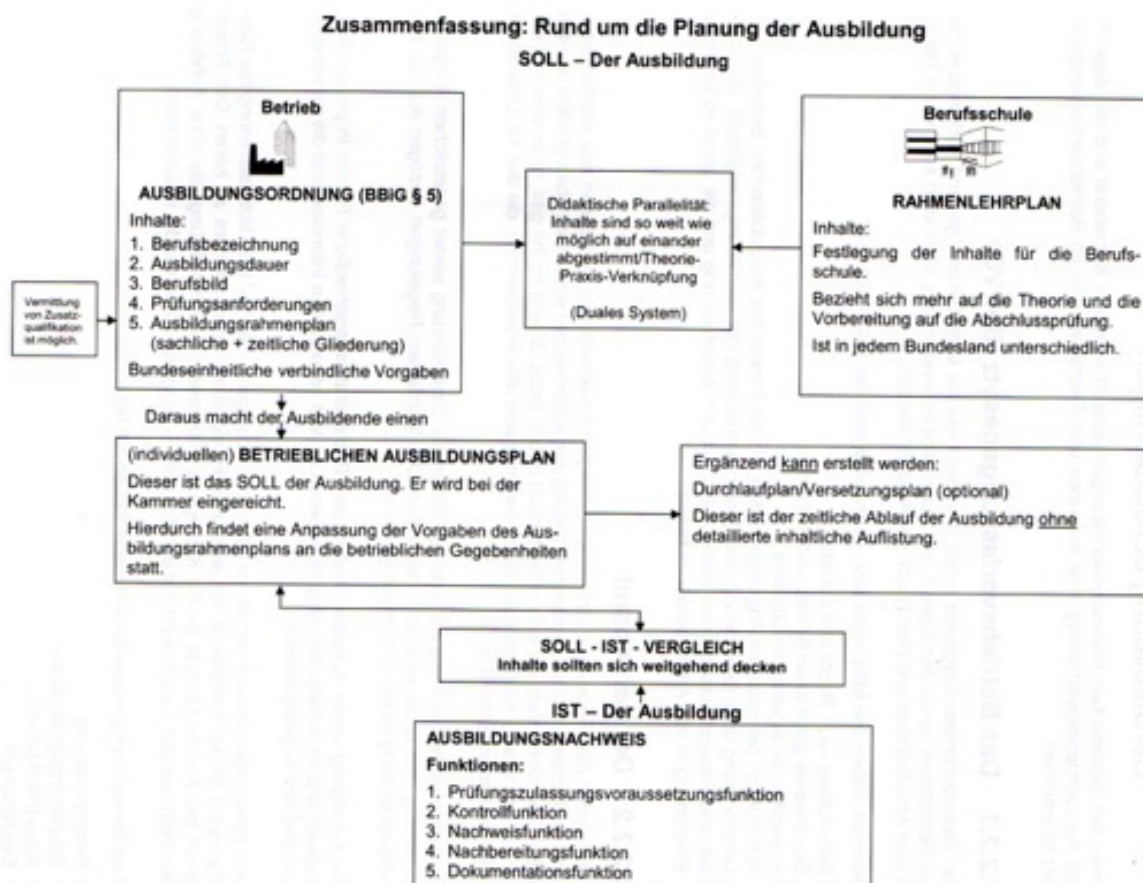 Zusammenfassung: Rund um die Planung der Ausbildung
SOLL – Der Ausbildung
Betrieb
AUSBILDUNGSORDNUNG (BBiG § 5)
Inhalte:
1. Berufsbezeichnung
2. Ausbildungsdauer
3. Berufsbild
4. Prüfungsanforderungen
5. Ausbildungsrahmenplan
(sachliche + zeitliche Gliederung)
Bundeseinheitliche verbindliche Vorgaben
Vermittlung
von Zusatz-
qualifikation
ist möglich.
Didaktische Parallelität:
Inhalte sind so weit wie
möglich auf einander
abgestimmt/Theorie-
Praxis-Verknüpfung
(Duales System)
Berufsschule
RAHMENLEHRPLAN
Inhalte:
Festlegung der Inhalte für die Berufs-
schule.
Bezieht sich mehr auf die Theorie und die
Vorbereitung auf die Abschlussprüfung.
Ist in jedem Bundesland unterschiedlich.
Daraus macht der Ausbildende einen
(individuellen) BETRIEBLICHEN AUSBILDUNGSPLAN
Dieser ist das SOLL der Ausbildung. Er wird bei der
Kammer eingereicht.
Hierdurch findet eine Anpassung der Vorgaben des Aus-
bildungsrahmenplans an die betrieblichen Gegebenheiten
statt.
Ergänzend kann erstellt werden:
Durchlaufplan/Versetzungsplan (optional)
Dieser ist der zeitliche Ablauf der Ausbildung ohne
detaillierte inhaltliche Auflistung.
SOLL - IST - VERGLEICH
Inhalte sollten sich weitgehend decken
IST – Der Ausbildung
AUSBILDUNGSNACHWEIS
Funktionen:
1. Prüfungszulassungsvoraussetzungsfunktion
2. Kontrollfunktion
3. Nachweisfunktion
4. Nachbereitungsfunktion
5. Dokumentationsfunktion